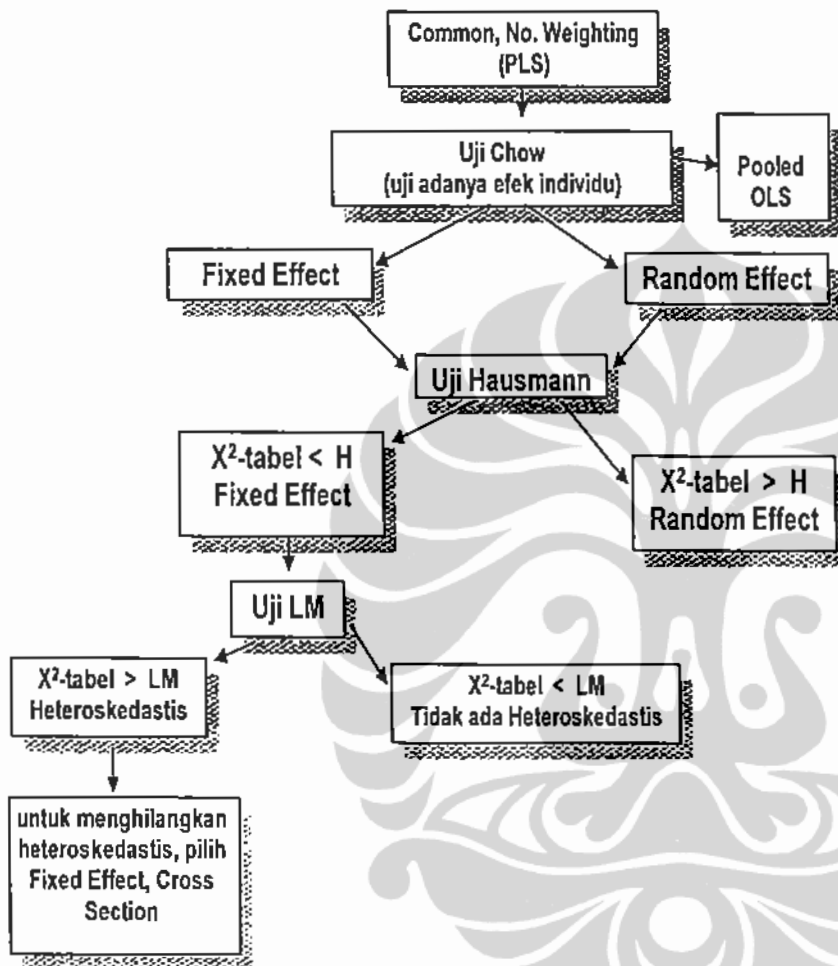 Common, No. Weighting
(PLS)
Uji Chow
(uji adanya efek individu)
Pooled
OLS
Fixed Effect
Random Effect
Uji Hausmann
X²-tabel < H
Fixed Effect
X²-tabel > H
Random Effect
Uji LM
X²-tabel > LM
Heteroskedastis
X²-tabel < LM
Tidak ada Heteroskedastis
untuk menghilangkan
heteroskedastis, pilih
Fixed Effect, Cross
Section